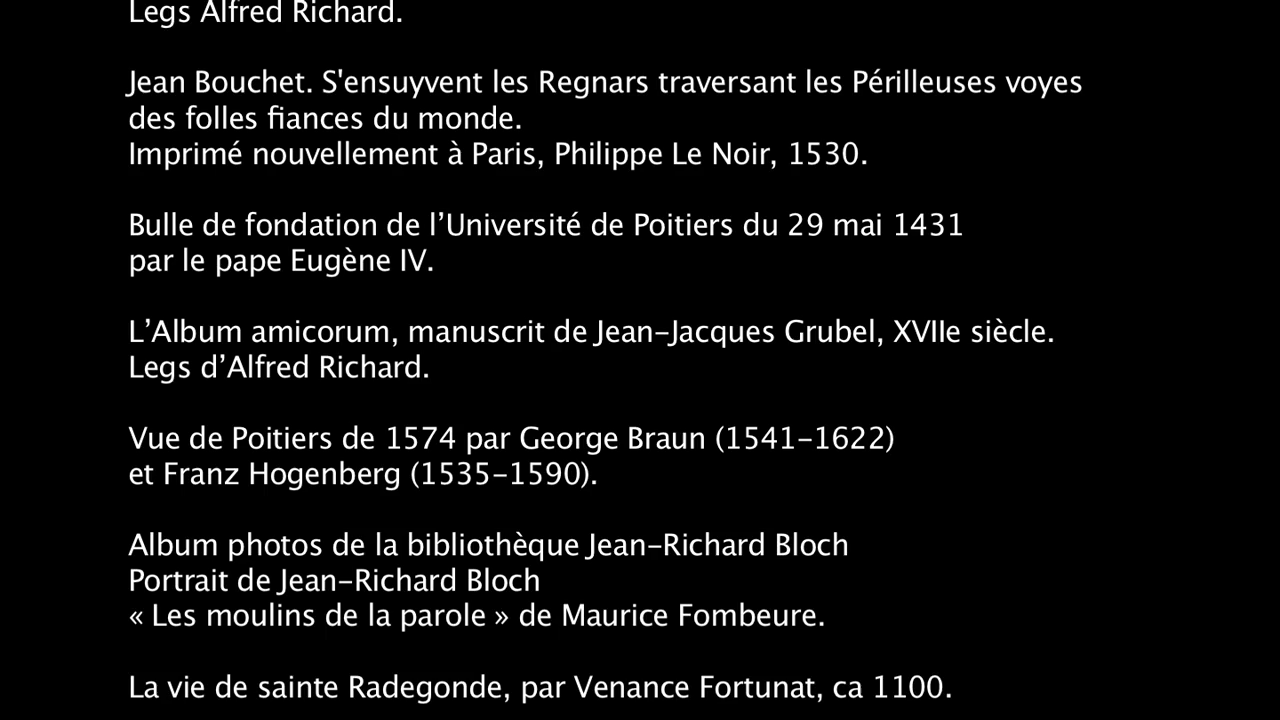 Legs Alfred Richard.
Jean Bouchet. S'ensuyvent les Regnars traversant les Périlleuses voyes
des folles fiances du monde.
Imprimé nouvellement à Paris, Philippe Le Noir, 1530.
Bulle de fondation de l’Université de Poitiers du 29 mai 1431
par le pape Eugène IV.
L’Album amicorum, manuscrit de Jean-Jacques Grubel, XVIIe siècle.
Legs d’Alfred Richard.
Vue de Poitiers de 1574 par George Braun (1541-1622)
et Franz Hogenberg (1535-1590).
Album photos de la bibliothèque Jean-Richard Bloch
Portrait de Jean-Richard Bloch
« Les moulins de la parole » de Maurice Fombeure.
La vie de sainte Radegonde, par Venance Fortunat, ca 1100.